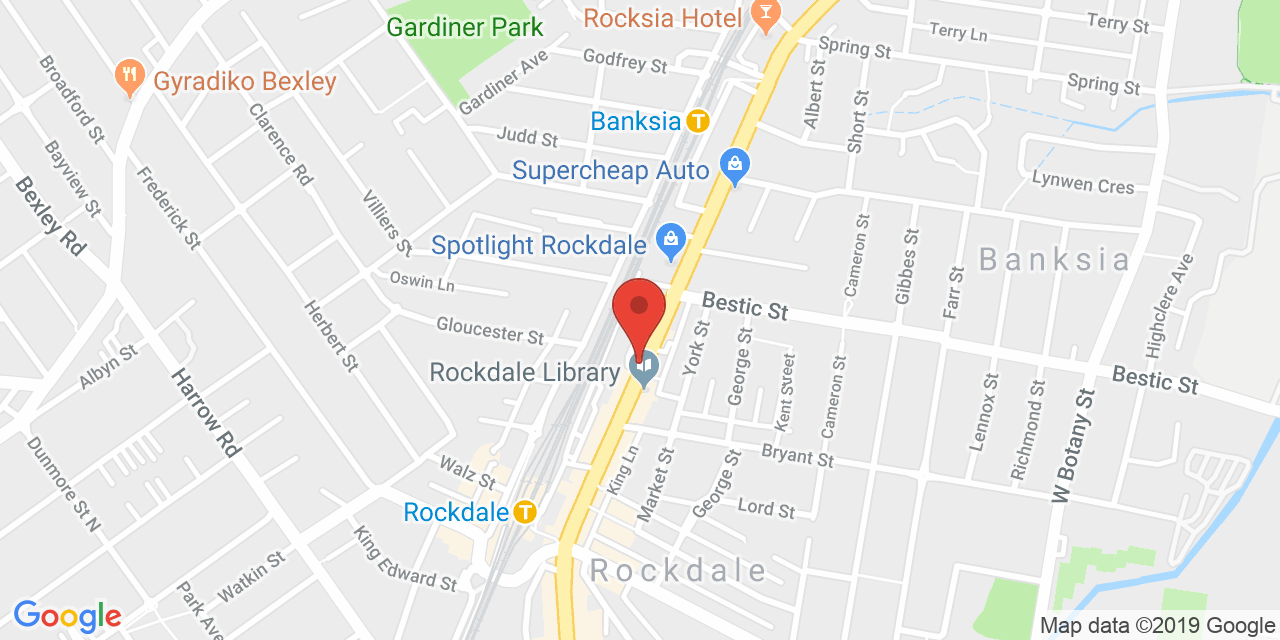 Rocksia Hotel
Gardiner Park
Terry St
Terry Ln
Spring St
Godfrey St
Gyradiko Bexley
Gardiner Ave
Spring St
Broadford St
Albert St
Short St
Clarence Rd
Banksia
Judd St
Supercheap Auto
Bayview St
Lynwen Cres
Frederick St
Bexley Rd
Villiers St
Spotlight Rockdale
Cameron St
Gibbes St
Banksia
Oswin Ln
Farr St
Highclere Ave
Bestic St
Herbert St
Gloucester St
York St
George St
Albyn St
Rockdale Library
Kent Street
Cameron St
Bestic St
Harrow Rd
Lennox St
Richmond St
W Botany St
Bryant St
Dunmore St N
Walz St
King Ln
Market St
George St
Lord St
Rockdale
King Edward St
Rockdale
Watkin St
Park Ave
Google
Map data ©2019 Google